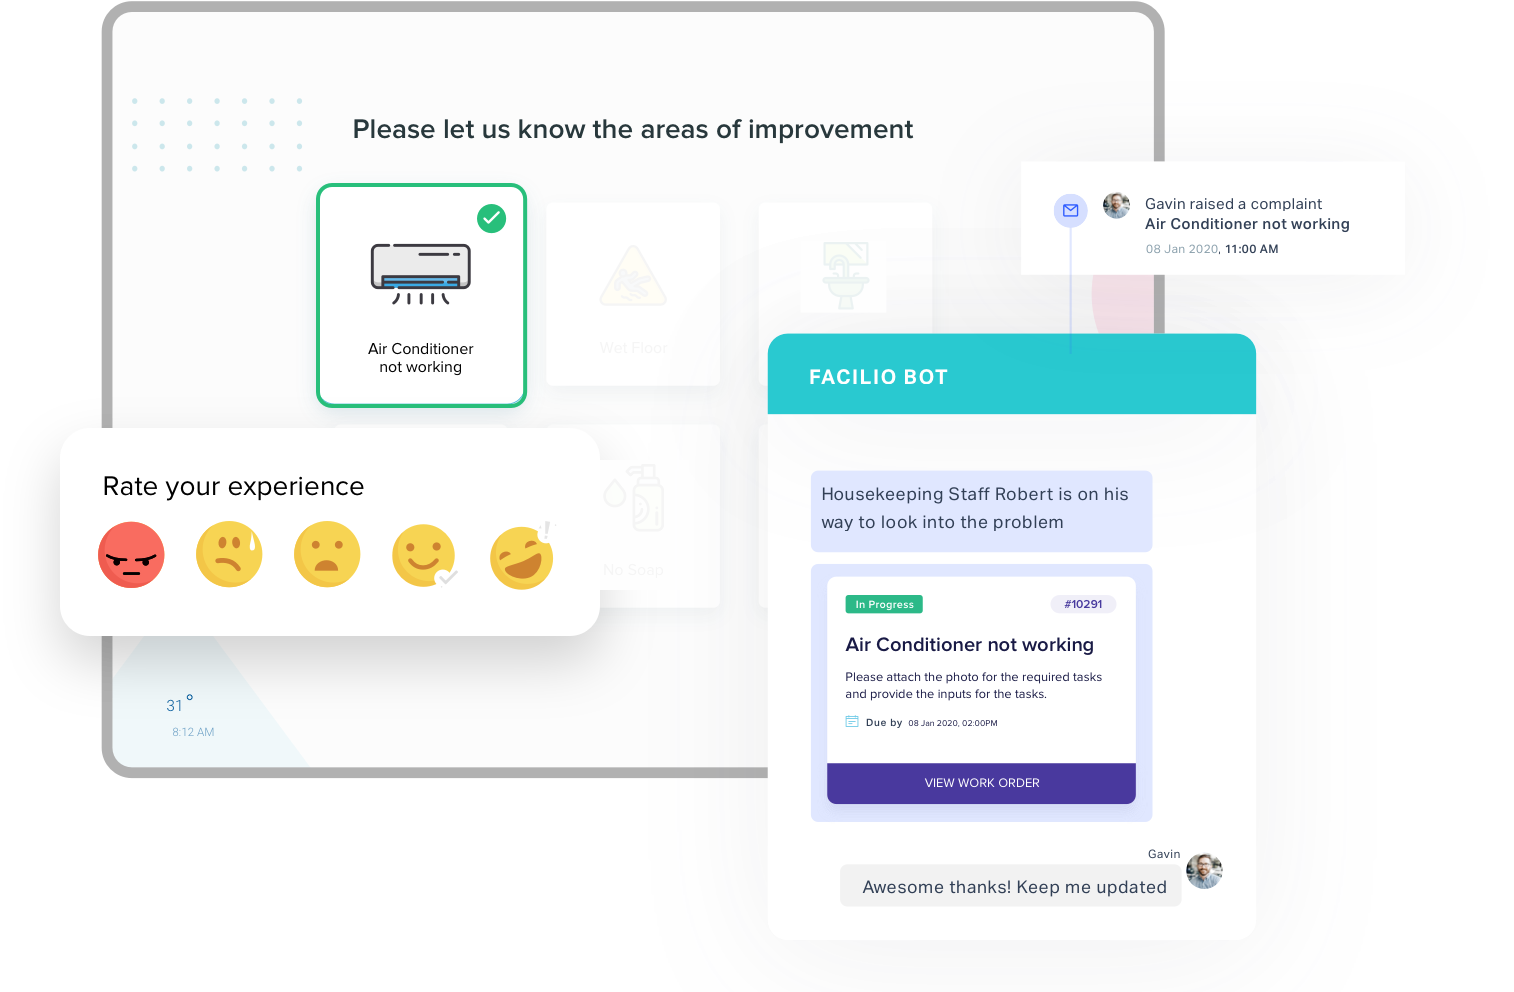 Please let us know the areas of improvement
Air Conditioner
not working
Wet Floor
No Soap
Gavin raised a complaint
Air Conditioner not working
08 Jan 2020, 11:00 AM
Rate your experience
31°
8:12 AM
FACILIO BOT
Housekeeping Staff Robert is on his
way to look into the problem
In Progress
#10291
Air Conditioner not working
Please attach the photo for the required tasks
and provide the inputs for the tasks.
Due by 08 Jan 2020, 02:00PM
VIEW WORK ORDER
Gavin
Awesome thanks! Keep me updated